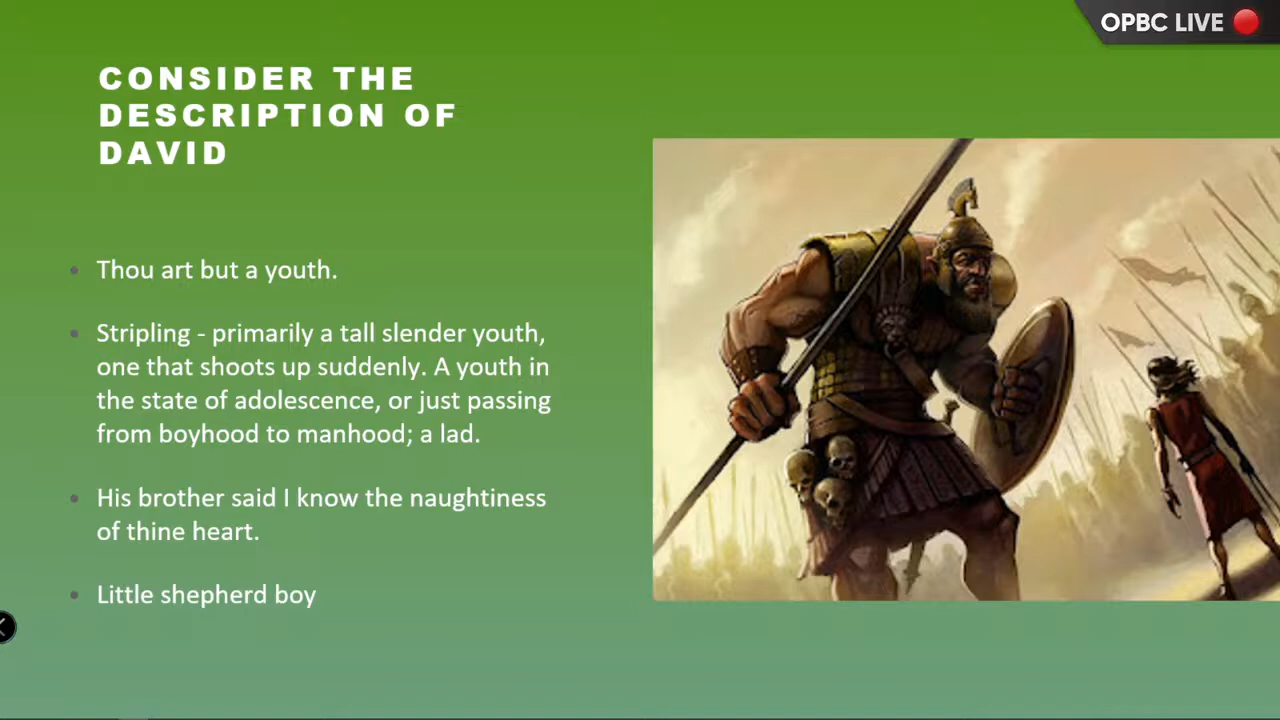 OPBC LIVE
CONSIDER THE
DESCRIPTION OF
DAVID
• Thou art but a youth.
• Stripling - primarily a tall slender youth,
one that shoots up suddenly. A youth in
the state of adolescence, or just passing
from boyhood to manhood; a lad.
• His brother said I know the naughtiness
of thine heart.
• Little shepherd boy